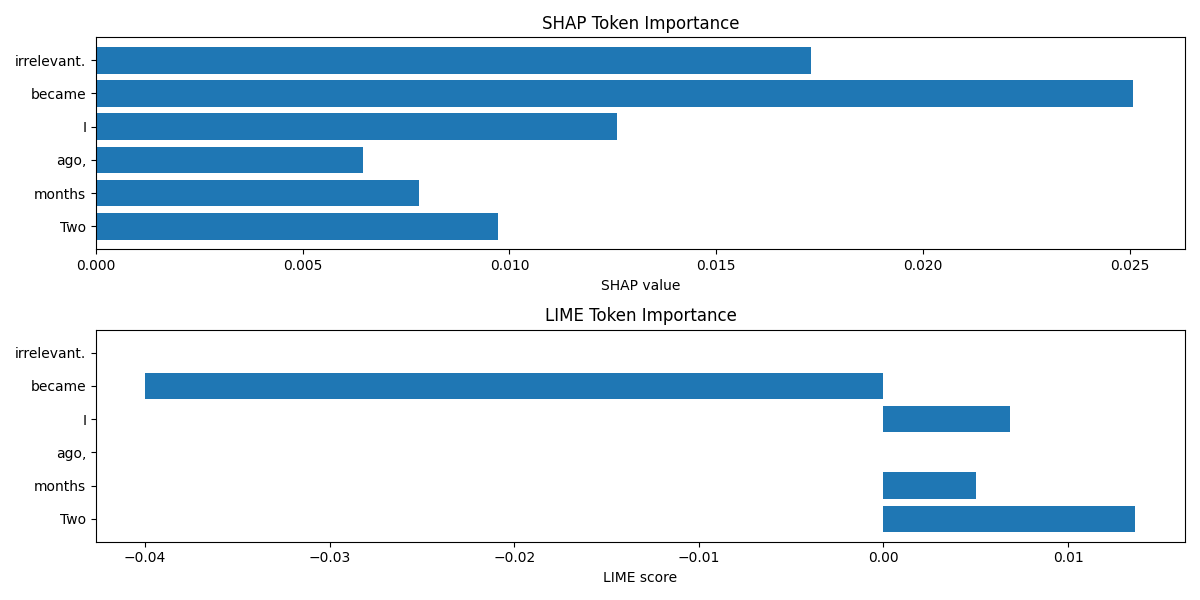 SHAP Token Importance
irrelevant.
became
I
ago,
months
Two
0.000 0.005 0.010 0.015 0.020 0.025
SHAP value
LIME Token Importance
irrelevant.
became
I
ago,
months
Two
−0.04 −0.03 −0.02 −0.01 0.00 0.01
LIME score